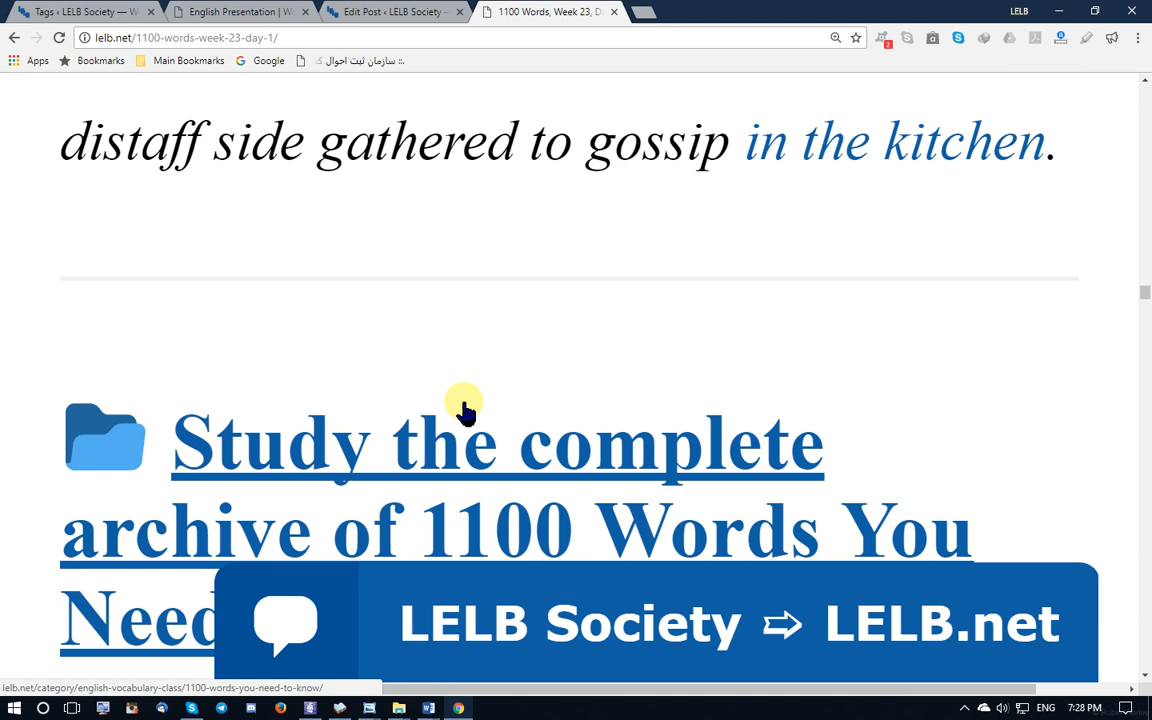 Tags ‹ LELB Society — W
English Presentation | Wo
Edit Post ‹ LELB Society —
1100 Words, Week 23, D
LELB
lelb.net/1100-words-week-23-day-1/
2
Apps
Bookmarks
Main Bookmarks
Google
.:: سازمان ثبت احوال ک
distaff side gathered to gossip in the kitchen.
Study the complete
archive of 1100 Words You
Need
LELB Society ⇨ LELB.net
lelb.net/category/english-vocabulary-class/1100-words-you-need-to-know/
ENG
7:28 PM